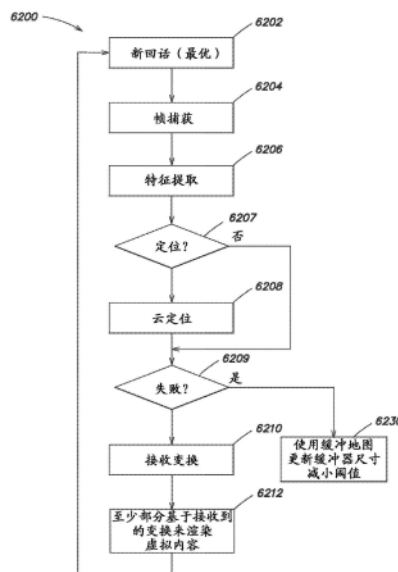 6200
6202
新回话（最优）
6204
帧捕获
6206
特征提取
6207
定位？
否
6208
云定位
6209
失败？
是
6210
接收变换
6230
使用缓冲地图
更新缓冲器尺寸
减小阈值
6212
至少部分基于接收到
的变换来渲染
虚拟内容